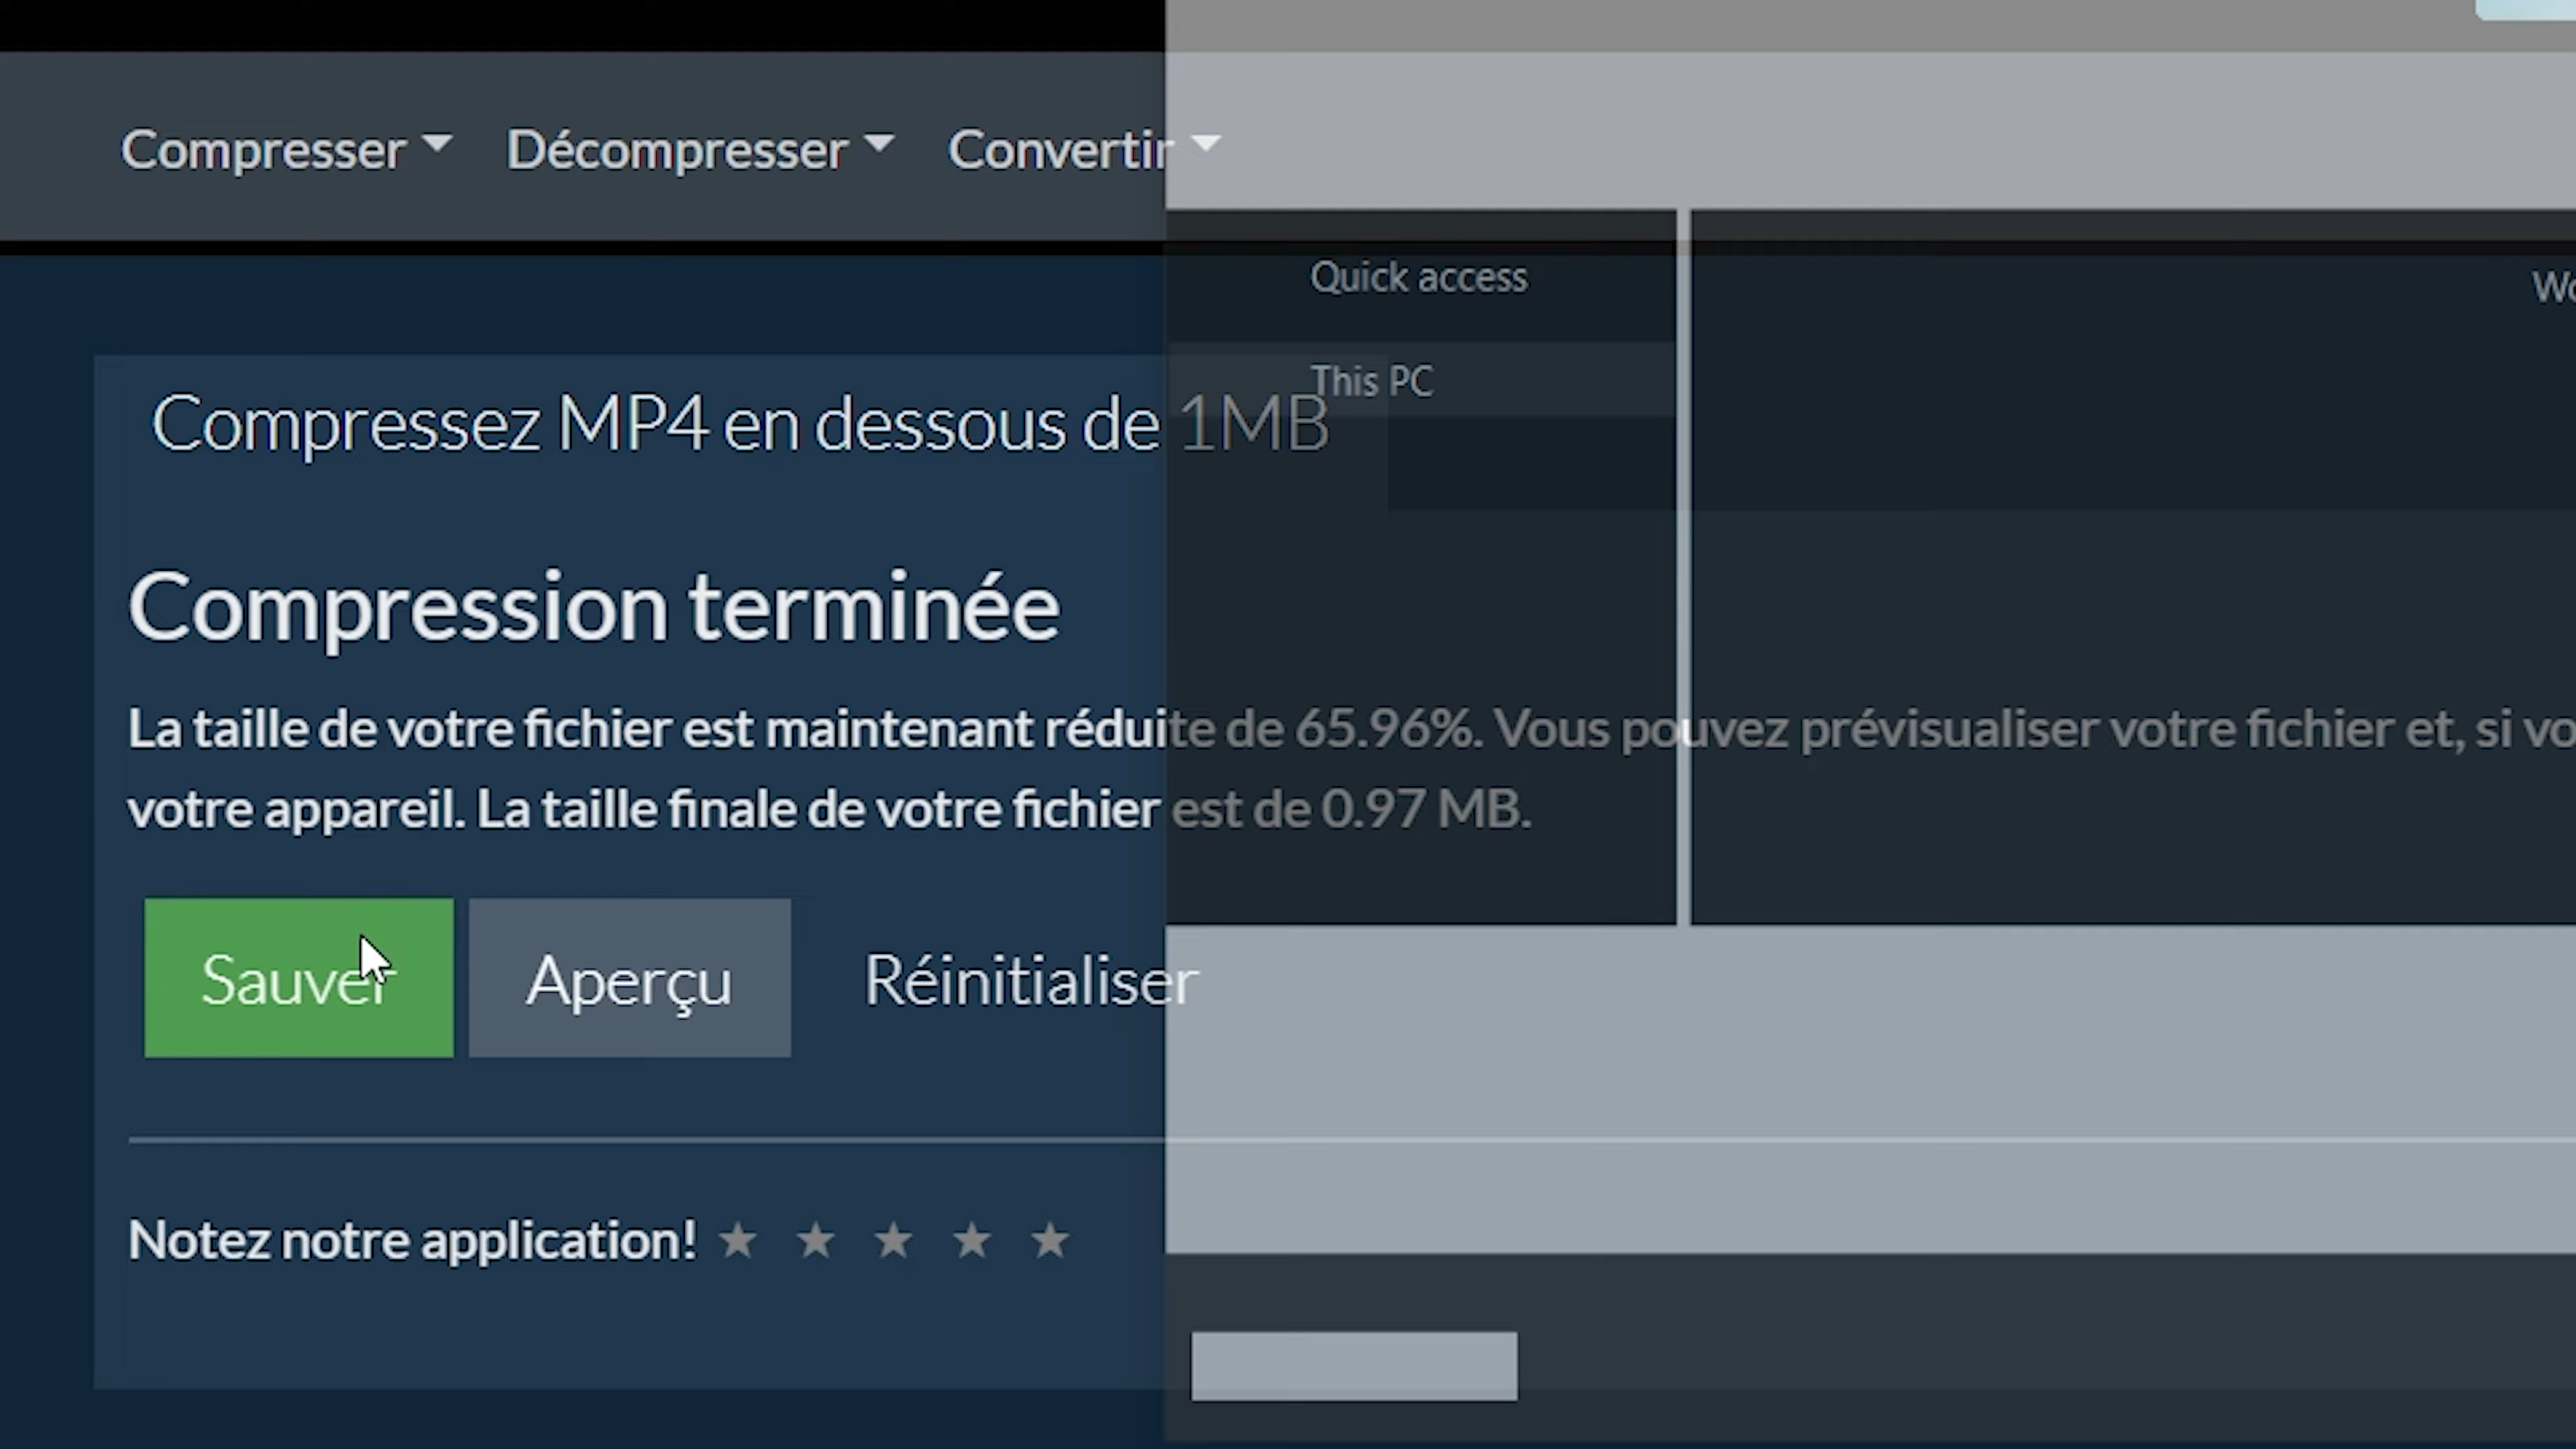 Compresser Décompresser Convertir
Quick access
This PC
Compressez MP4 en dessous de 1MB
Compression terminée
La taille de votre fichier est maintenant réduite de 65.96%. Vous pouvez prévisualiser votre fichier et, si
votre appareil. La taille finale de votre fichier est de 0.97 MB.
Sauver Aperçu Réinitialiser
Notez notre application!